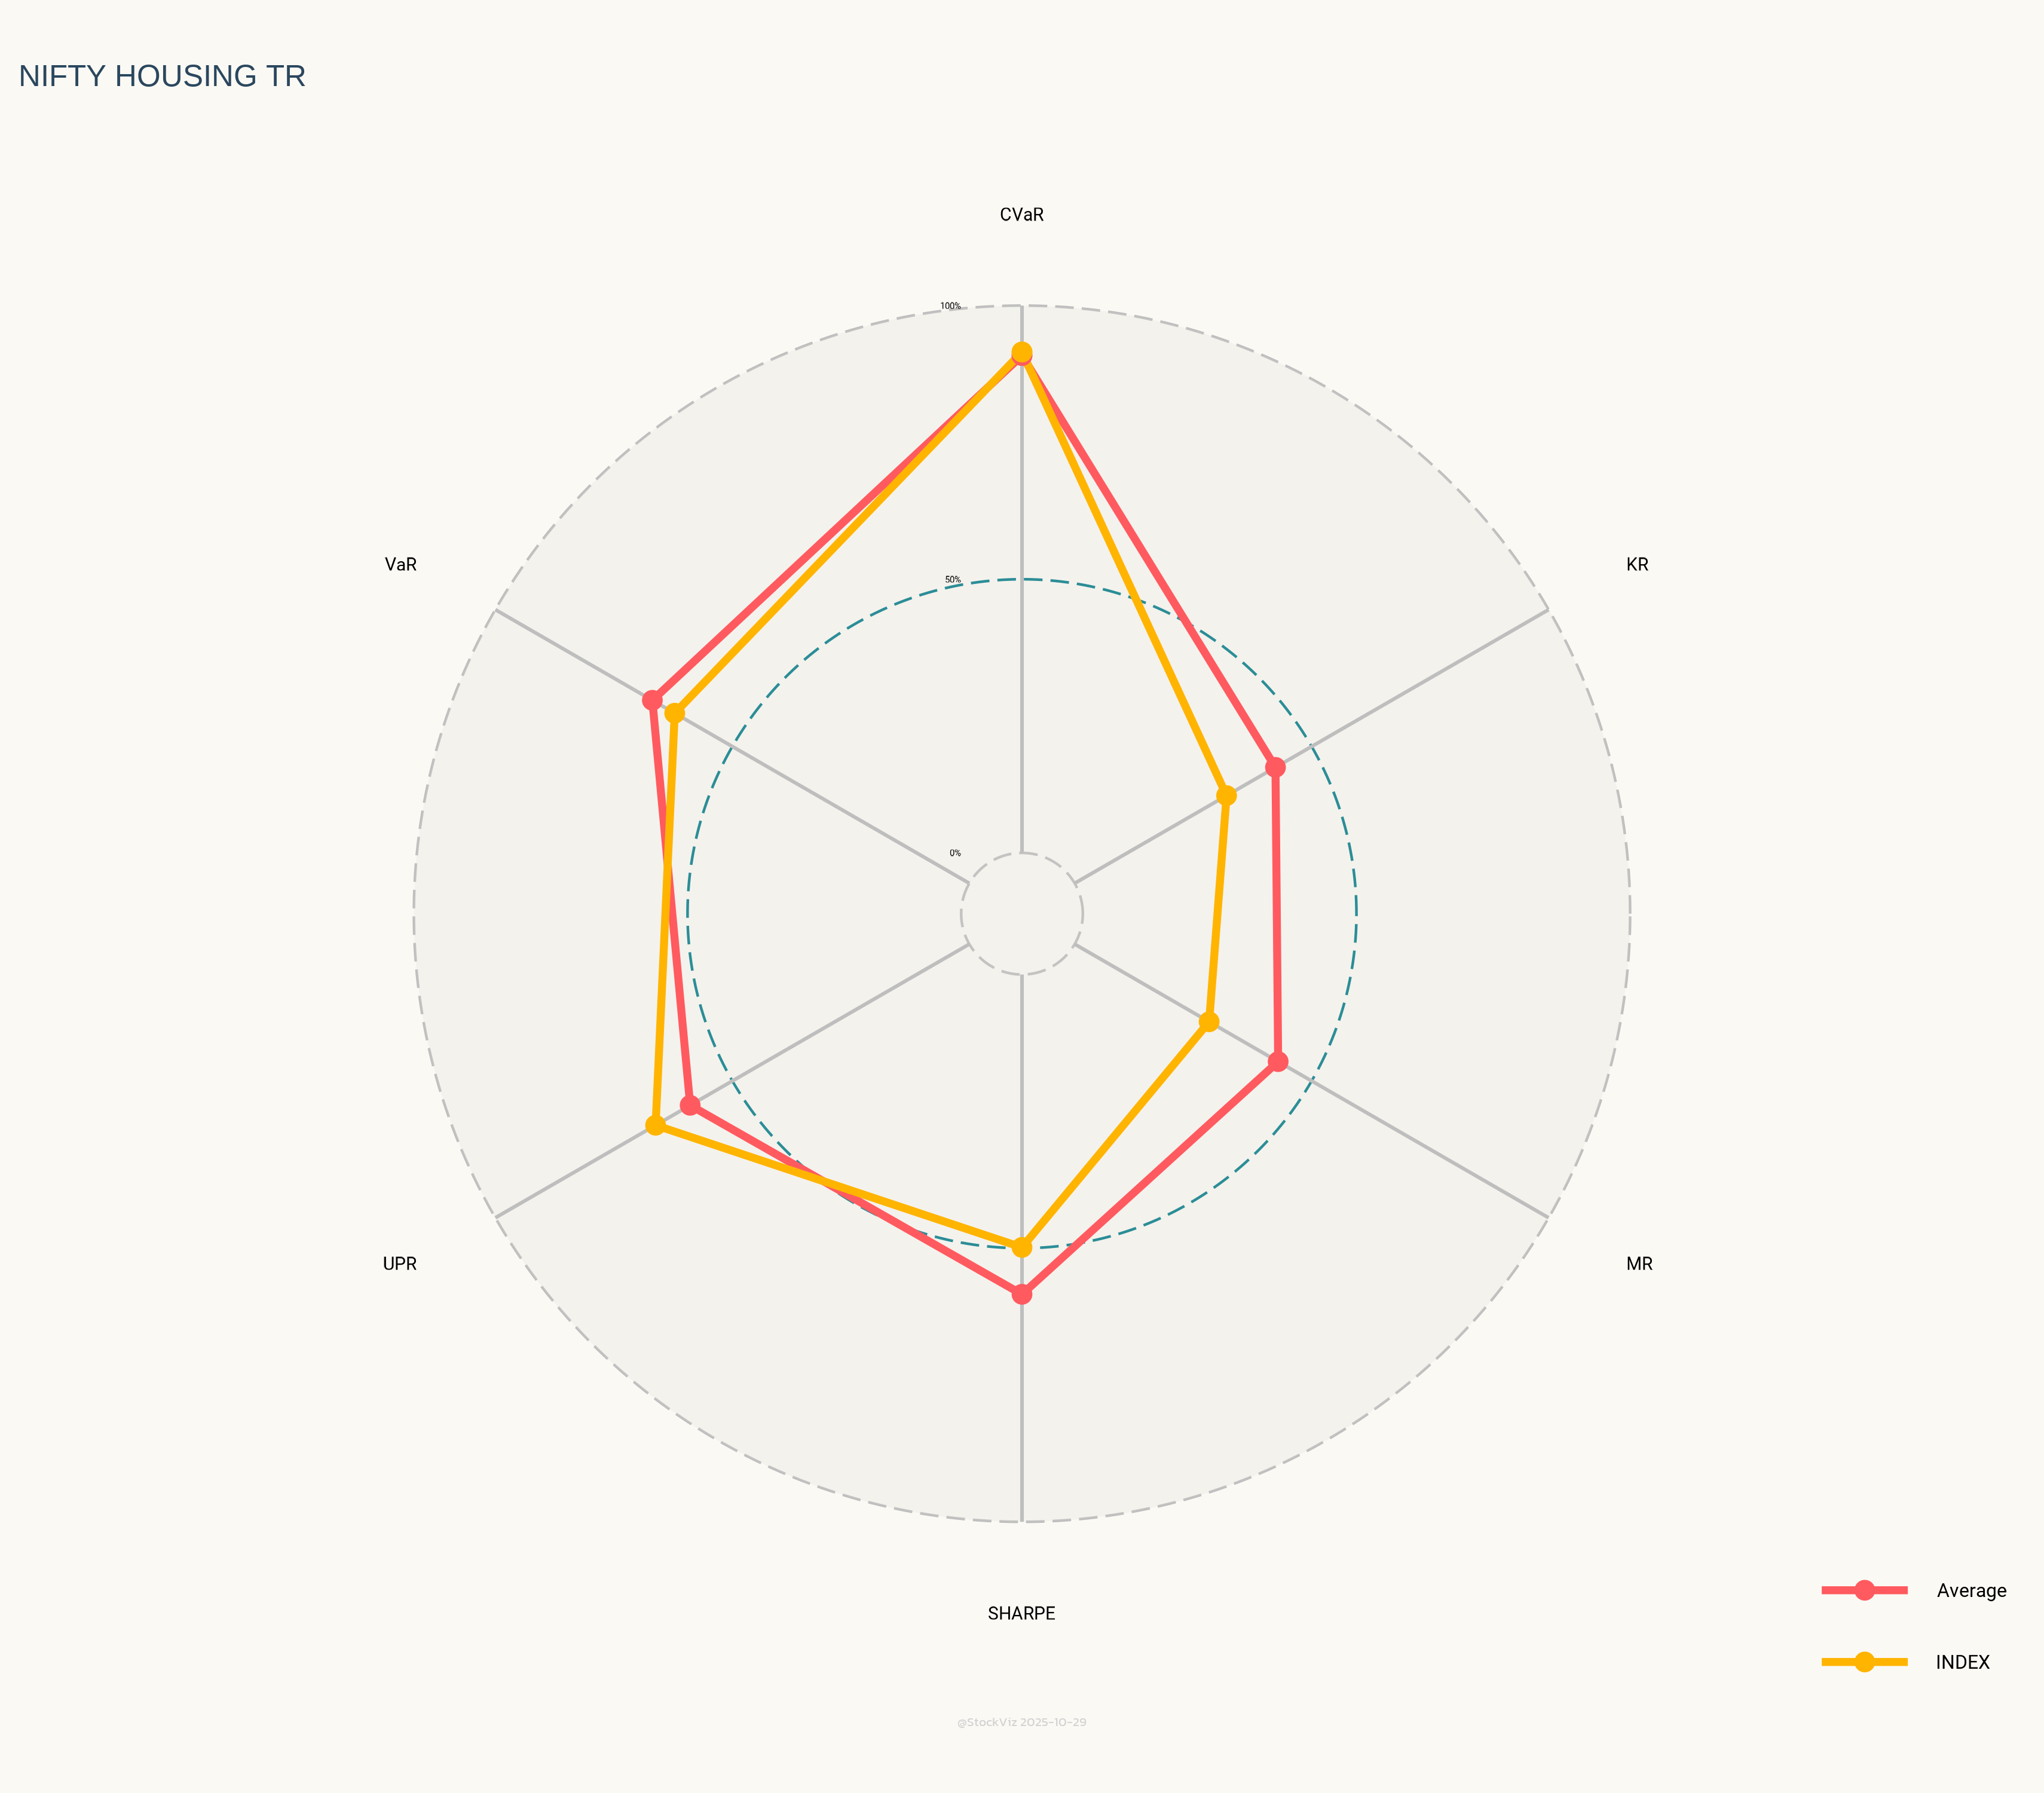 NIFTY HOUSING TR
CVaR
100%
VaR
KR
50%
0%
UPR
MR
SHARPE
Average
INDEX
@StockViz 2025-10-29